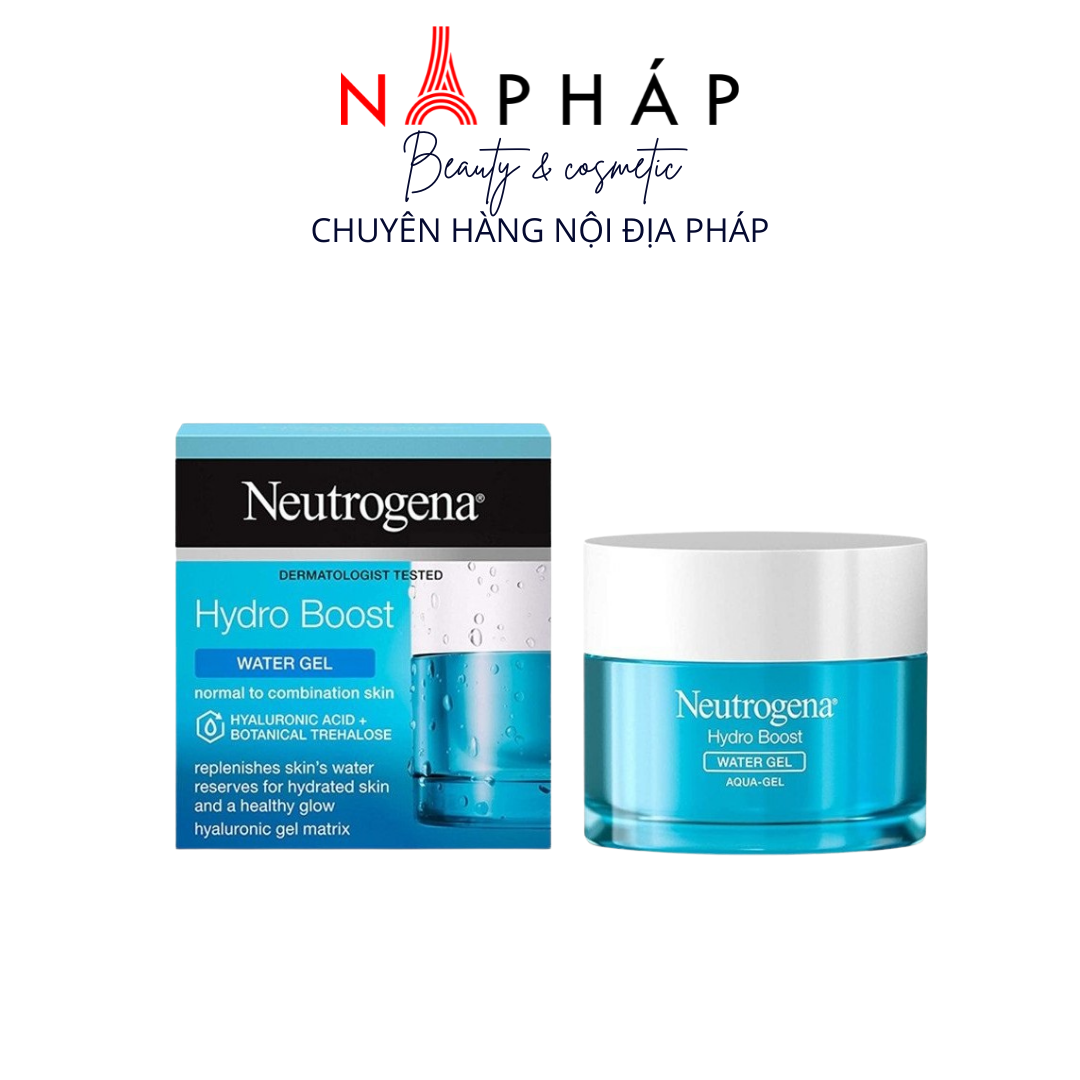 NAPHÁP
Beauty & cosmetic
CHUYÊN HÀNG NỘI ĐỊA PHÁP
Neutrogena®
DERMATOLOGIST TESTED
Hydro Boost
WATER GEL
normal to combination skin
HYALURONIC ACID +
BOTANICAL TREHALOSE
replenishes skin's water
reserves for hydrated skin
and a healthy glow
hyaluronic gel matrix
Neutrogena®
Hydro Boost
WATER GEL
AQUA-GEL